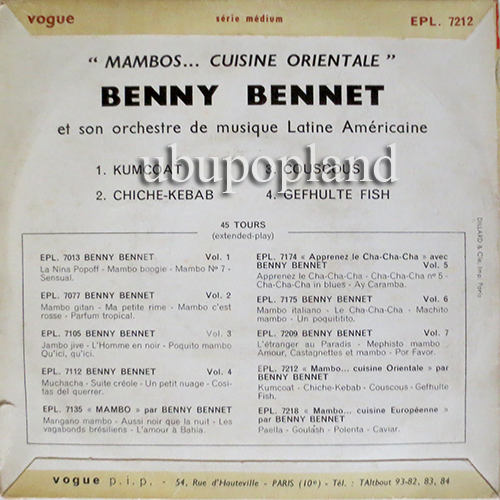 vogue série médium EPL. 7212
" MAMBOS... CUISINE ORIENTALE "
BENNY BENNET
et son orchestre de musique Latine Américaine
1. KUMCOAT 3. COUSCOUS
2. CHICHE-KEBAB 4. GEFHULTE FISH
ubupopland
45 TOURS
(extended-play)
EPL. 7013 BENNY BENNET Vol. 1
La Nina Popoff - Mambo boogie - Mambo No 7 -
Sensual.
EPL. 7077 BENNY BENNET Vol. 2
Mambo gitan - Ma petite rime - Mambo c'est
rosse - Parfum tropical.
EPL. 7105 BENNY BENNET Vol. 3
Jambo jive - L'Homme en noir - Poquito mambo
Qu'ici, qu'ici.
EPL. 7112 BENNY BENNET Vol. 4
Muchacha - Suite créole - Un petit nuage - Cosi-
tas del querrer.
EPL. 7135 « MAMBO » par BENNY BENNET
Mangano mambo - Aussi noir que la nuit - Les
vagabonds brésiliens - L'amour à Bahia.
EPL. 7174 « Apprenez le Cha-Cha-Cha » avec
BENNY BENNET Vol. 5
Apprenez le Cha-Cha-Cha - Cha-Cha-Cha no 5 -
Cha-Cha-Cha in blues - Ay Caramba.
EPL. 7175 BENNY BENNET Vol. 6
Mambo italiano - Le Cha-Cha-Cha - Machito
mambo - Un poquititito.
EPL. 7209 BENNY BENNET Vol. 7
L'étranger au Paradis - Mephisto mambo
Amour, Castagnettes et mambo - Por Favor.
EPL. 7212 « Mambo... cuisine Orientale » par
BENNY BENNET
Kumcoat - Chiche-Kebab - Couscous - Gefhulte
Fish.
EPL. 7218 « Mambo... cuisine Européenne »
par BENNY BENNET
Paella - Goulash - Polenta - Caviar.
DILLARD & Cie, Imp. Paris
vogue p.i.p. - 54, Rue d'Hauteville - PARIS (10e) - Tél. : TAItbout 93-82, 83, 84